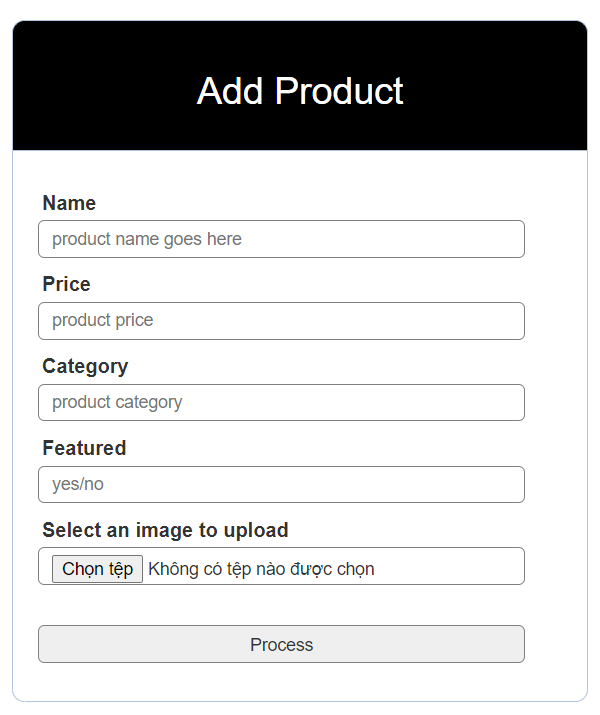 Add Product
Name
product name goes here
Price
product price
Category
product category
Featured
yes/no
Select an image to upload
Chọn tệp Không có tệp nào được chọn
Process